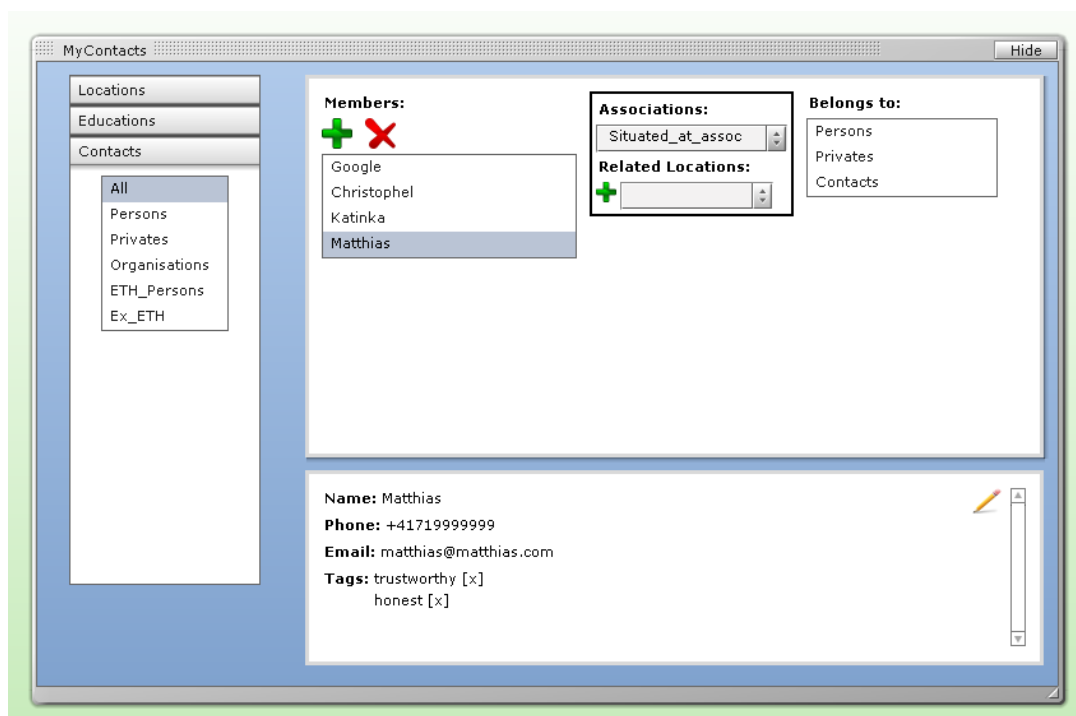 MyContacts
Hide
Locations
Educations
Contacts
All
Persons
Privates
Organisations
ETH_Persons
Ex_ETH
Members:
Google
Christophel
Katinka
Matthias
Associations:
Situated_at_assoc
Related Locations:
Belongs to:
Persons
Privates
Contacts
Name: Matthias
Phone: +41719999999
Email: matthias@matthias.com
Tags: trustworthy [x]
honest [x]